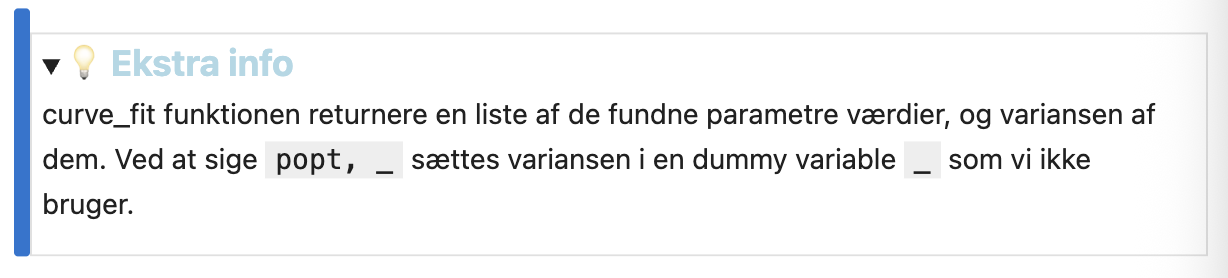 ▼💡 Ekstra info
curve_fit funktionen returnere en liste af de fundne parametre værdier, og variansen af
dem. Ved at sige popt, _ sættes variansen i en dummy variable _ som vi ikke
bruger.